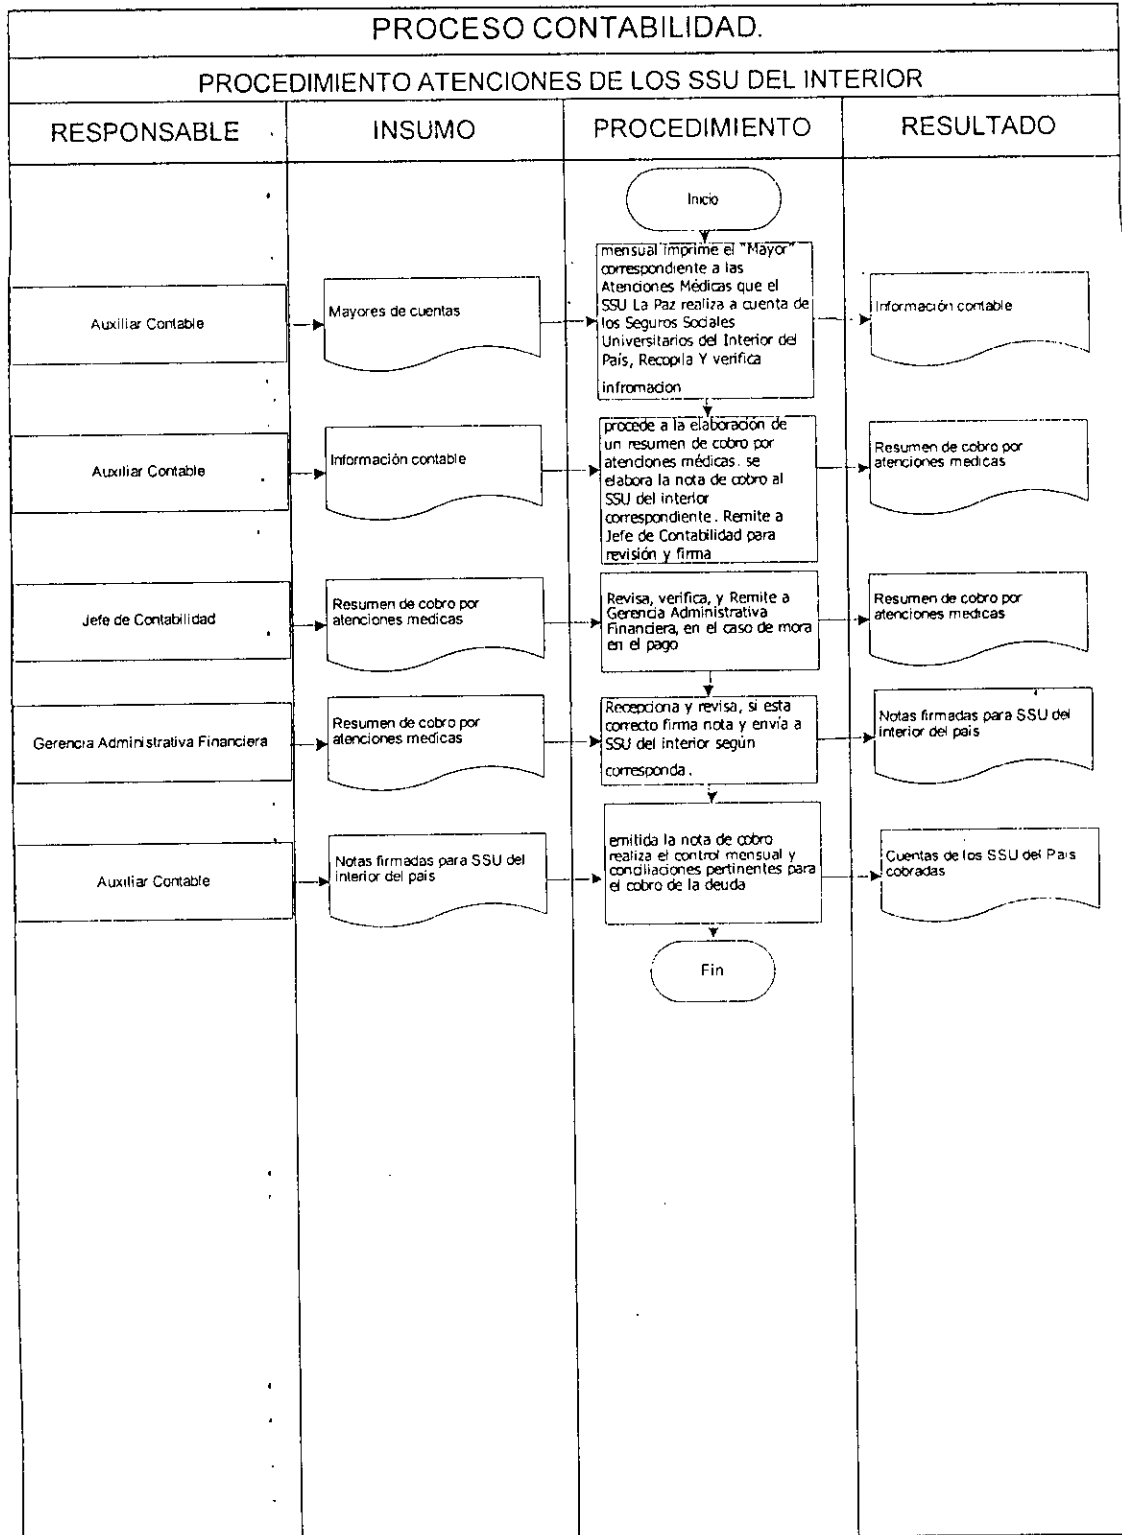 PROCESO CONTABILIDAD.
PROCEDIMIENTO ATENCIONES DE LOS SSU DEL INTERIOR
RESPONSABLE
INSUMO
PROCEDIMIENTO
RESULTADO
Inicio
Auxiliar Contable
Mayores de cuentas
mensual imprime el "Mayor"
correspondiente a las
Atenciones Médicas que el
SSU La Paz realiza a cuenta de
los Seguros Sociales
Universitarios del Interior del
País, Recopila Y verifica
infromacion
Información contable
Auxiliar Contable
Información contable
procede a la elaboración de
un resumen de cobro por
atenciones médicas. se
elabora la nota de cobro al
SSU del interior
correspondiente. Remite a
Jefe de Contabilidad para
revisión y firma
Resumen de cobro por
atenciones medicas
Jefe de Contabilidad
Resumen de cobro por
atenciones medicas
Revisa, verifica, y Remite a
Gerencia Administrativa
Financiera, en el caso de mora
en el pago
Resumen de cobro por
atenciones medicas
Gerencia Administrativa Financiera
Resumen de cobro por
atenciones medicas
Recepciona y revisa, si esta
correcto firma nota y envía a
SSU del interior según
corresponda.
Notas firmadas para SSU del
interior del país
Auxiliar Contable
Notas firmadas para SSU del
interior del país
emitida la nota de cobro
realiza el control mensual y
conciliaciones pertinentes para
el cobro de la deuda
Cuentas de los SSU del País
cobradas
Fin